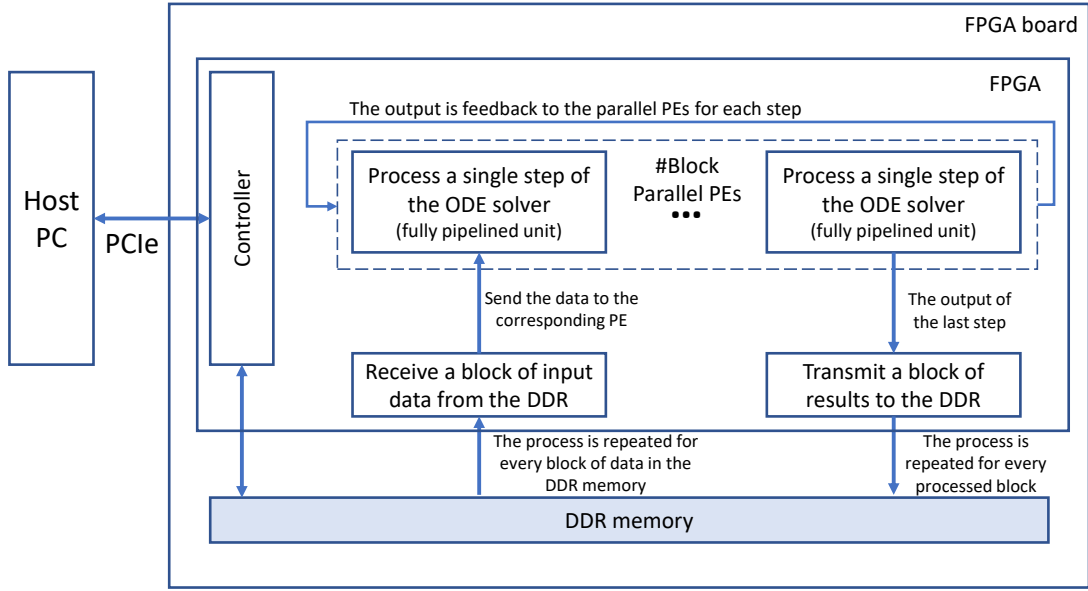 FPGA board
FPGA
Host
PC
PCIe
Controller
The output is feedback to the parallel PEs for each step
Process a single step of
the ODE solver
(fully pipelined unit)
#Block
Parallel PEs
...
Process a single step of
the ODE solver
(fully pipelined unit)
Send the data to the
corresponding PE
The output of
the last step
Receive a block of input
data from the DDR
Transmit a block of
results to the DDR
The process is repeated for
every block of data in the
DDR memory
The process is
repeated for every
processed block
DDR memory